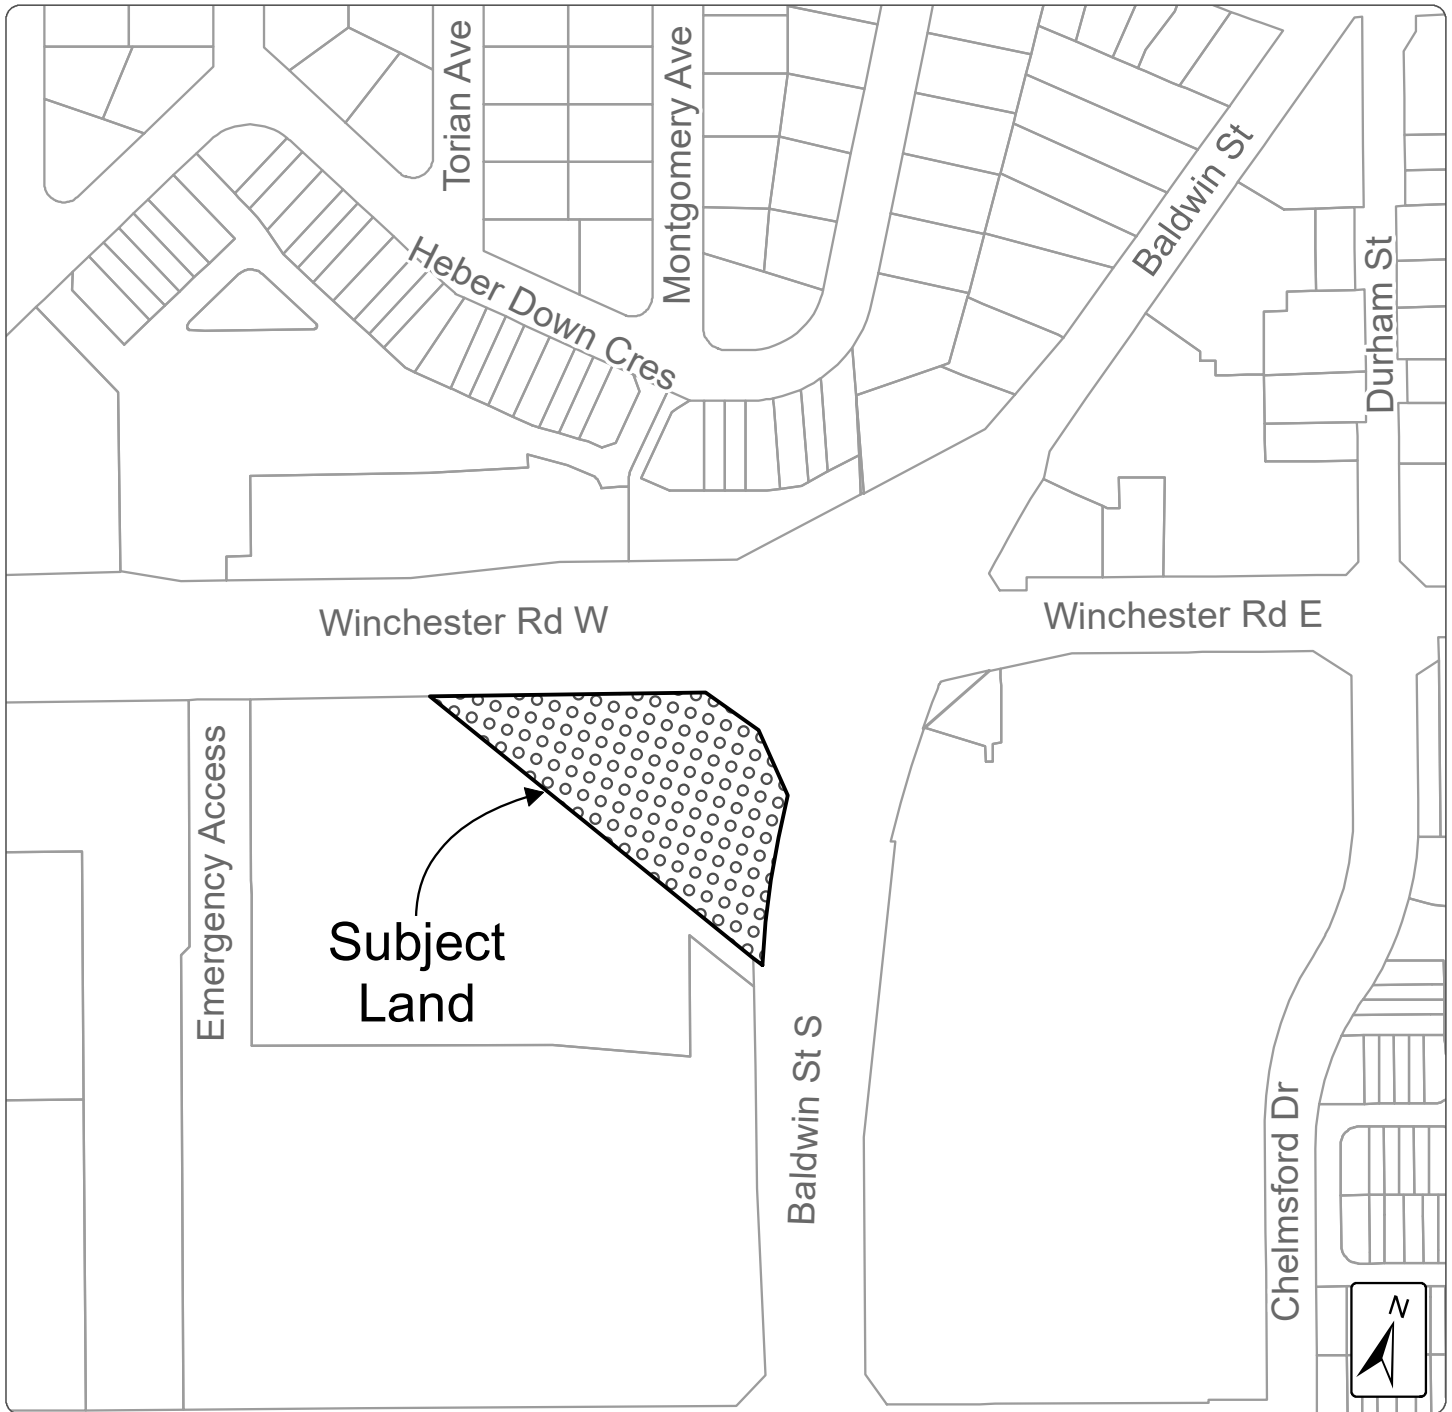 Torian Ave
Montgomery Ave
Baldwin St
Heber Down Cres
Durham St
Winchester Rd W
Winchester Rd E
Emergency Access
Subject
Land
Baldwin St S
Chelmsford Dr
N